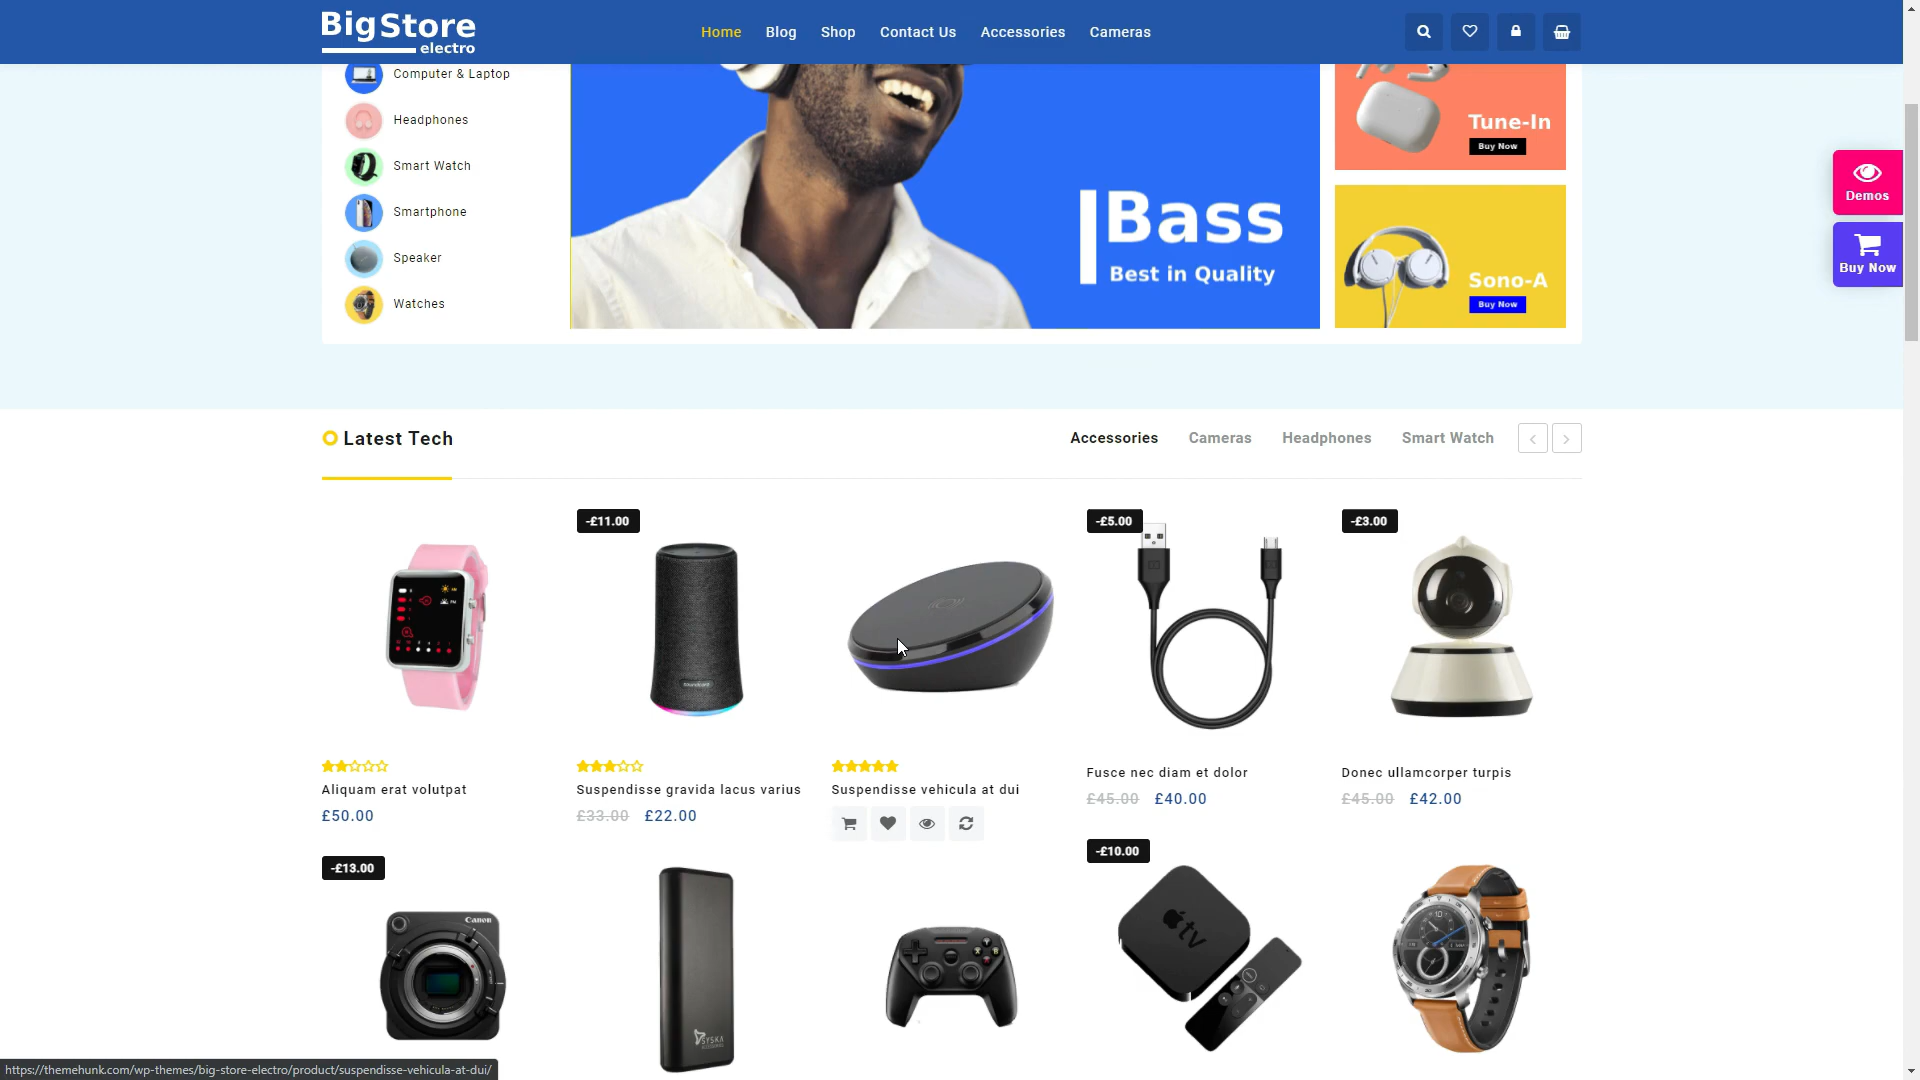 BigStore
electro
Home Blog Shop Contact Us Accessories Cameras
Computer & Laptop
Headphones
Smart Watch
Smartphone
Speaker
Watches
Bass
Best in Quality
Tune-In
Buy Now
Sono-A
Buy Now
Demos
Buy Now
Latest Tech
Accessories Cameras Headphones Smart Watch
Aliquam erat volutpat
£50.00
-£11.00
Suspendisse gravida lacus varius
£33.00 £22.00
Suspendisse vehicula at dui
-£5.00
Fusce nec diam et dolor
£45.00 £40.00
-£3.00
Donec ullamcorper turpis
£45.00 £42.00
-£13.00
Canon
SYSKA
-£10.00
tv
https://themehunk.com/wp-themes/big-store-electro/product/suspendisse-vehicula-at-dui/